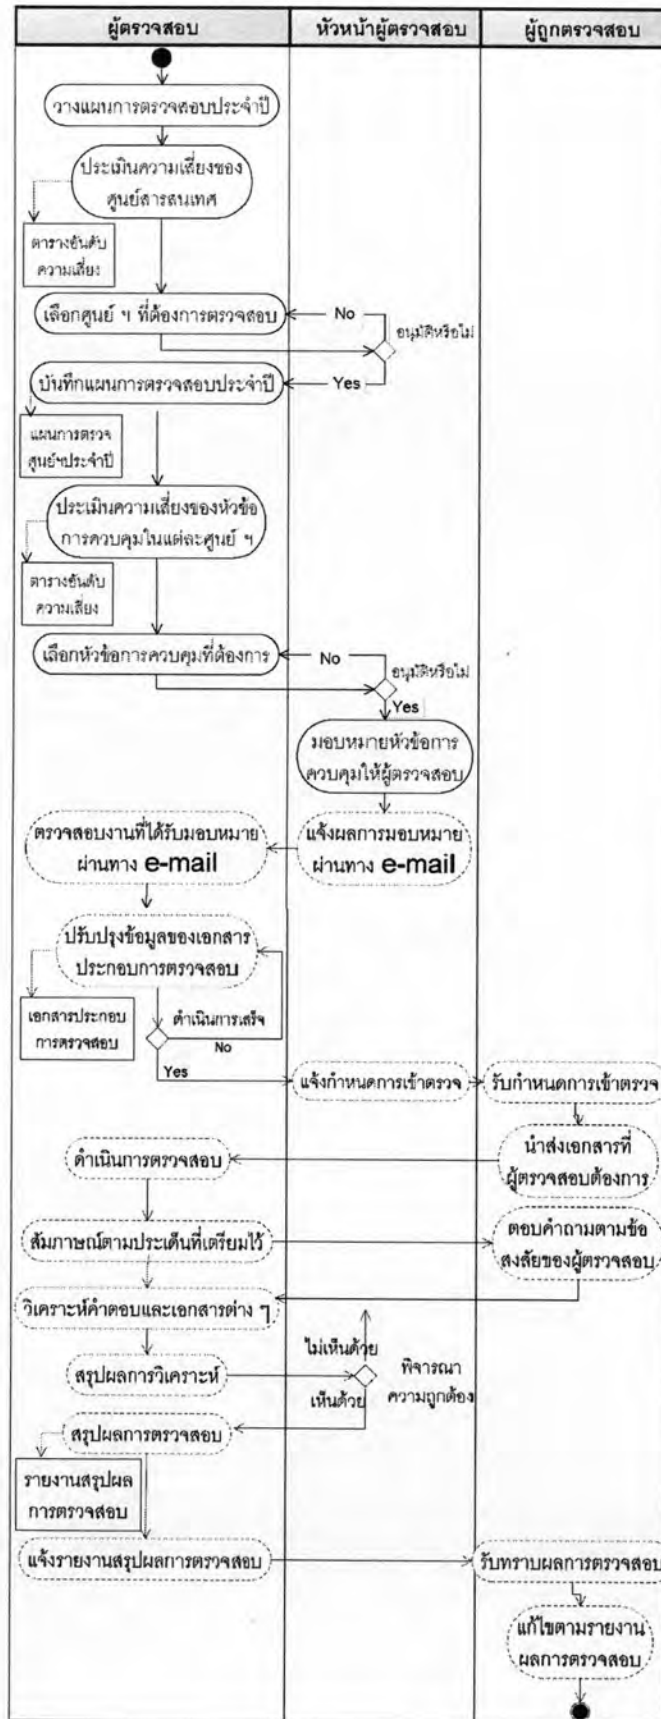 ผู้ตรวจสอบ
หัวหน้าผู้ตรวจสอบ
ผู้ถูกตรวจสอบ
วางแผนการตรวจสอบประจำปี
ประเมินความเสี่ยงของ
ศูนย์สารสนเทศ
ตารางอันดับ
ความเสี่ยง
เลือกศูนย์ ฯ ที่ต้องการตรวจสอบ
No
อนุมัติหรือไม่
บันทึกแผนการตรวจสอบประจำปี
Yes
แผนการตรวจ
ศูนย์ฯประจำปี
ประเมินความเสี่ยงของหัวข้อ
การควบคุมในแต่ละศูนย์ ฯ
ตารางอันดับ
ความเสี่ยง
เลือกหัวข้อการควบคุมที่ต้องการ
No
อนุมัติหรือไม่
Yes
มอบหมายหัวข้อการ
ควบคุมให้ผู้ตรวจสอบ
ตรวจสอบงานที่ได้รับมอบหมาย
ผ่านทาง e-mail
แจ้งผลการมอบหมาย
ผ่านทาง e-mail
ปรับปรุงข้อมูลของเอกสาร
ประกอบการตรวจสอบ
เอกสารประกอบ
การตรวจสอบ
ดำเนินการเสร็จ
No
Yes
แจ้งกำหนดการเข้าตรวจ
รับกำหนดการเข้าตรวจ
นำส่งเอกสารที่
ผู้ตรวจสอบต้องการ
ดำเนินการตรวจสอบ
สัมภาษณ์ตามประเด็นที่เตรียมไว้
ตอบคำถามตามข้อ
สงสัยของผู้ตรวจสอบ
วิเคราะห์คำตอบและเอกสารต่าง ๆ
ไม่เห็นด้วย
พิจารณา
ความถูกต้อง
สรุปผลการวิเคราะห์
เห็นด้วย
สรุปผลการตรวจสอบ
รายงานสรุปผล
การตรวจสอบ
แจ้งรายงานสรุปผลการตรวจสอบ
รับทราบผลการตรวจสอบ
แก้ไขตามรายงาน
ผลการตรวจสอบ